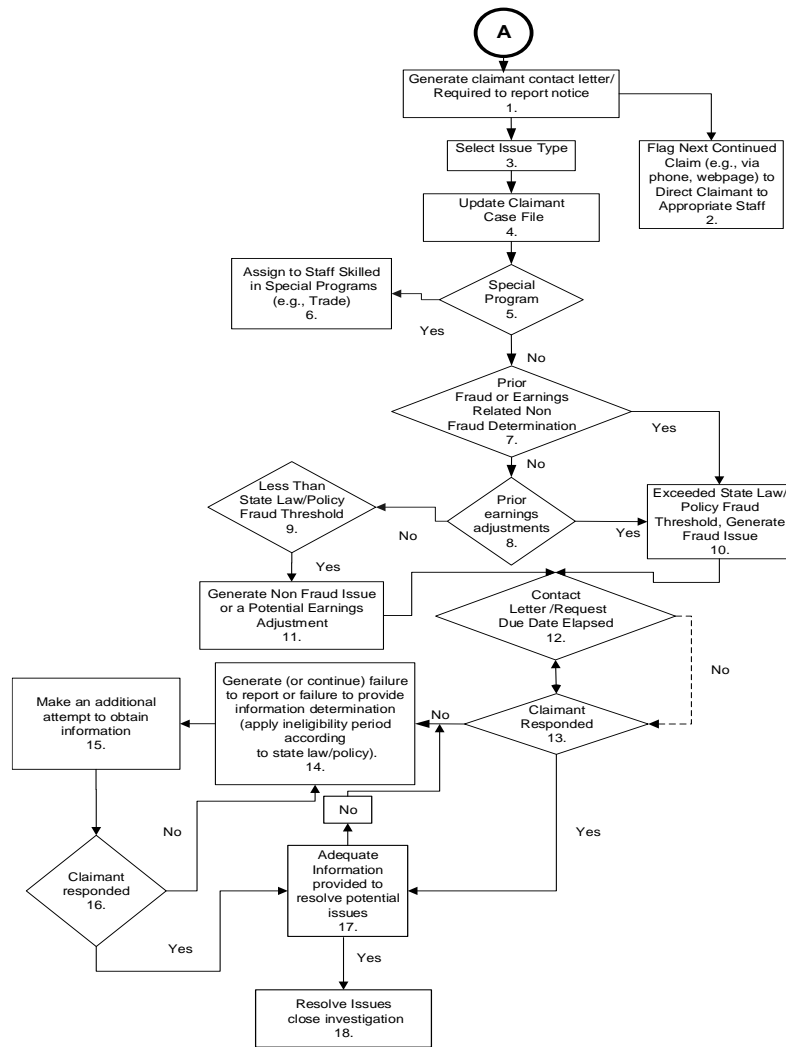 A
Generate claimant contact letter/
Required to report notice
1.
Flag Next Continued
Claim (e.g., via
phone, webpage) to
Direct Claimant to
Appropriate Staff
2.
Select Issue Type
3.
Update Claimant
Case File
4.
Special
Program
5.
Yes
Assign to Staff Skilled
in Special Programs
(e.g., Trade)
6.
No
Prior
Fraud or Earnings
Related Non
Fraud Determination
7.
Yes
No
Prior
earnings
adjustments
8.
No
Yes
Less Than
State Law/Policy
Fraud Threshold
9.
Yes
Exceeded State Law/
Policy Fraud
Threshold, Generate
Fraud Issue
10.
Generate Non Fraud Issue
or a Potential Earnings
Adjustment
11.
Contact
Letter /Request
Due Date Elapsed
12.
No
Claimant
Responded
13.
No
Yes
Generate (or continue) failure
to report or failure to provide
information determination
(apply ineligibility period
according
to state law/policy).
14.
Make an additional
attempt to obtain
information
15.
Claimant
responded
16.
No
Yes
No
Adequate
Information
provided to
resolve potential
issues
17.
Yes
Resolve Issues
close investigation
18.